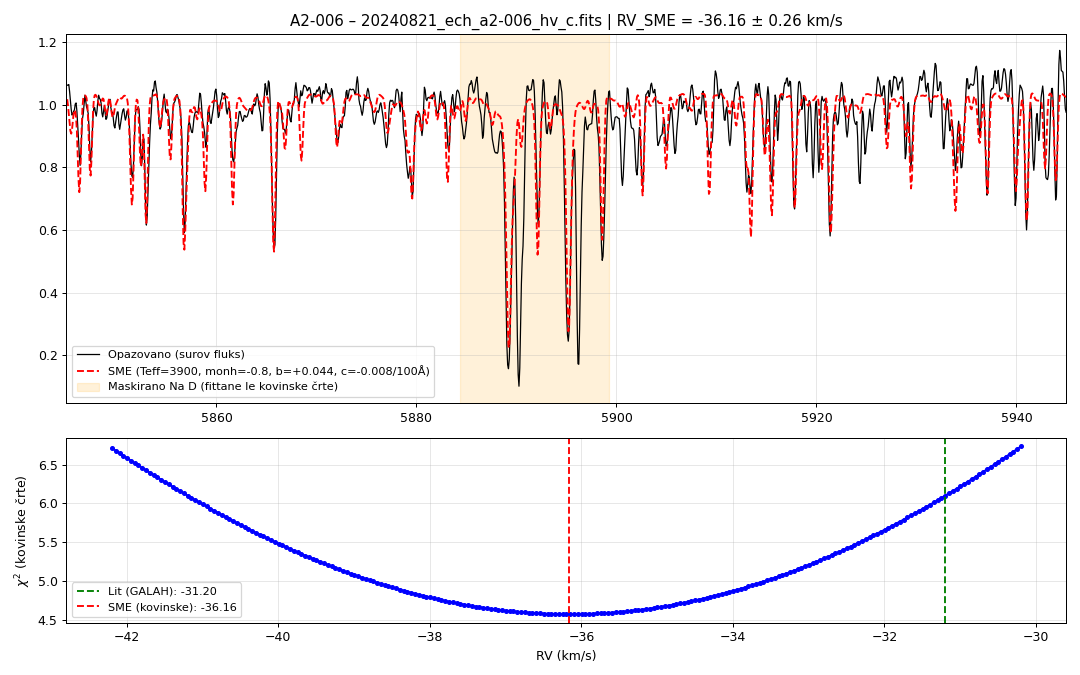 A2-006 – 20240821_ech_a2-006_hv_c.fits | RV_SME = -36.16 ± 0.26 km/s
1.2
1.0
0.8
0.6
0.4
0.2
Opazovano (surov fluks)
SME (Teff=3900, monh=-0.8, b=+0.044, c=-0.008/100Å)
Maskirano Na D (fittane le kovinske črte)
5860
5880
5900
5920
5940
χ² (kovinske črte)
6.5
6.0
5.5
5.0
4.5
Lit (GALAH): -31.20
SME (kovinske): -36.16
−42
−40
−38
−36
−34
−32
−30
RV (km/s)